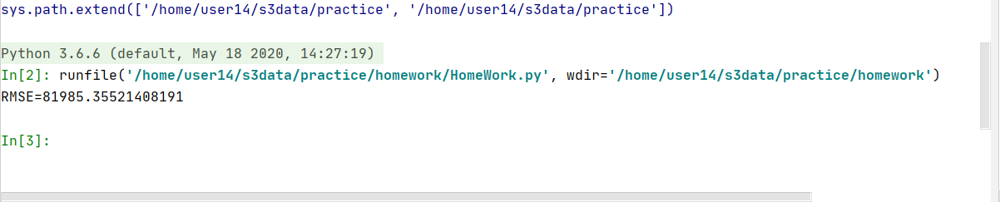 sys.path.extend(['/home/user14/s3data/practice', '/home/user14/s3data/practice'])
Python 3.6.6 (default, May 18 2020, 14:27:19)
In[2]: runfile('/home/user14/s3data/practice/homework/HomeWork.py', wdir='/home/user14/s3data/practice/homework')
RMSE=81985.35521408191
In[3]: